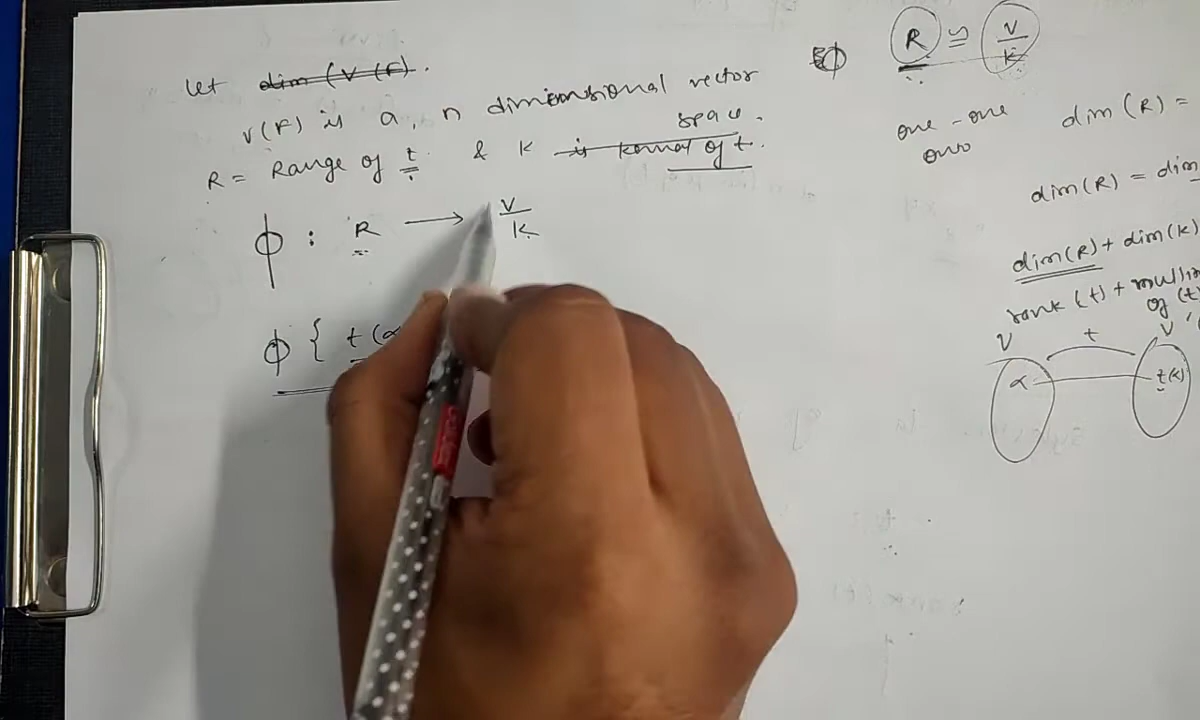 Let dim (V (F).
V(F) is a, n dimensional vector
space.
R = Range of t & K is kernel of t.
ϕ : R → V/K
ϕ { t (α
R ≅ V/K
one-one
onto
dim (R) =
dim (R) = dim
dim (R) + dim (K)
rank (t) +
of (t)
V t V'
α t(α)